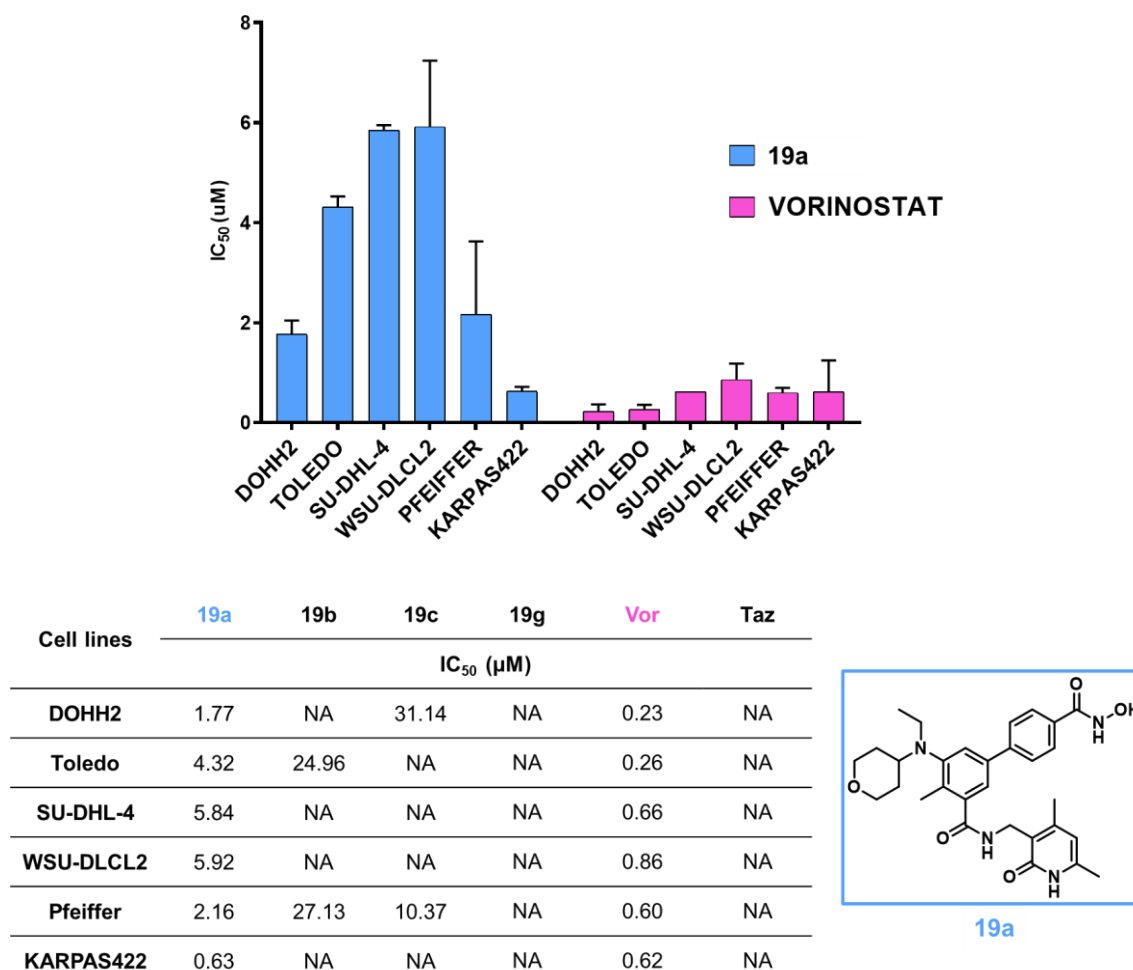 8
6
4
2
0
IC50 (uM)
19a
VORINOSTAT
DOHH2
TOLEDO
SU-DHL-4
WSU-DLCL2
PFEIFFER
KARPAS422
DOHH2
TOLEDO
SU-DHL-4
WSU-DLCL2
PFEIFFER
KARPAS422
Cell lines 19a 19b 19c 19g Vor Taz
IC50 (µM)
DOHH2 1.77 NA 31.14 NA 0.23 NA
Toledo 4.32 24.96 NA NA 0.26 NA
SU-DHL-4 5.84 NA NA NA 0.66 NA
WSU-DLCL2 5.92 NA NA NA 0.86 NA
Pfeiffer 2.16 27.13 10.37 NA 0.60 NA
KARPAS422 0.63 NA NA NA 0.62 NA
O
N
H
OH
N
O
O
N
H
O
N
H
19a